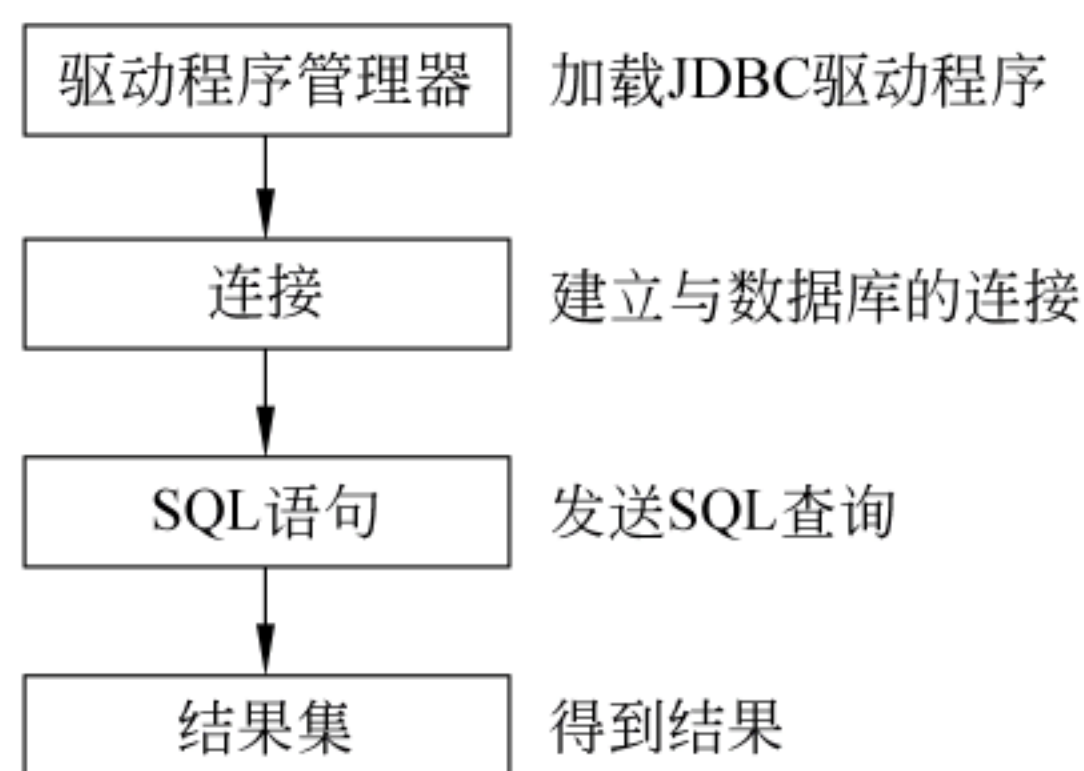 驱动程序管理器
加载JDBC驱动程序
连接
建立与数据库的连接
SQL语句
发送SQL查询
结果集
得到结果